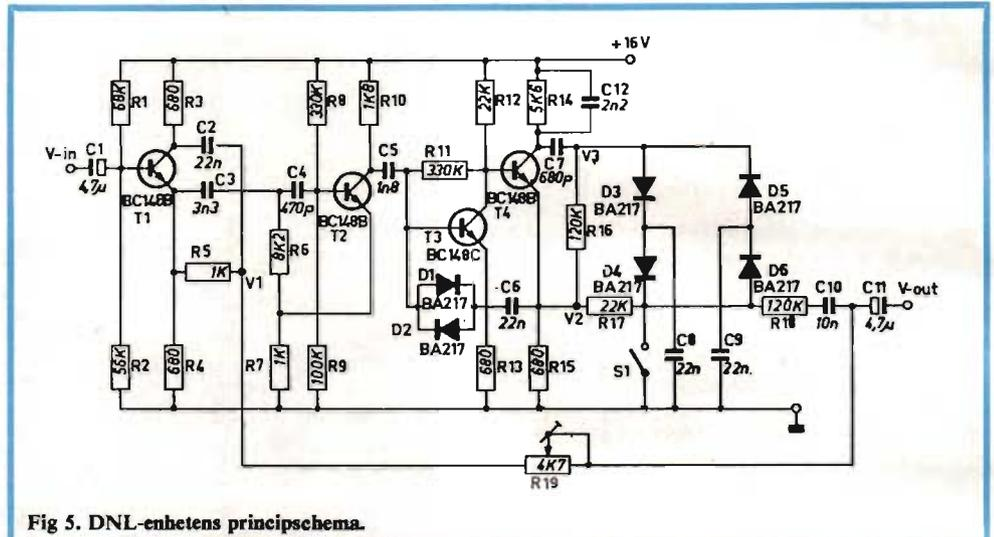 + 16 V
68K R1
680 R3
330K R8
1K8 R10
22K R12
5K6 R14
C12
2n2
V-in
C1
4,7µ
C2
22n
BC148B
T1
C3
3n3
C4
470p
BC148B
T2
C5
1n8
R11
330K
T3
BC148C
BC148B
T4
C7
680p
V3
D3
BA217
D5
BA217
120K R16
R5
1K
V1
8K2 R6
D1
BA217
D2
BA217
C6
22n
V2
D4
BA217
22K
R17
D6
BA217
120K
R18
C10
10n
C11
4,7µ
V-out
56K R2
680 R4
R7 1K
100K R9
680 R13
680 R15
S1
C8
22n
C9
22n.
4K7
R19
Fig 5. DNL-enhetens principschema.